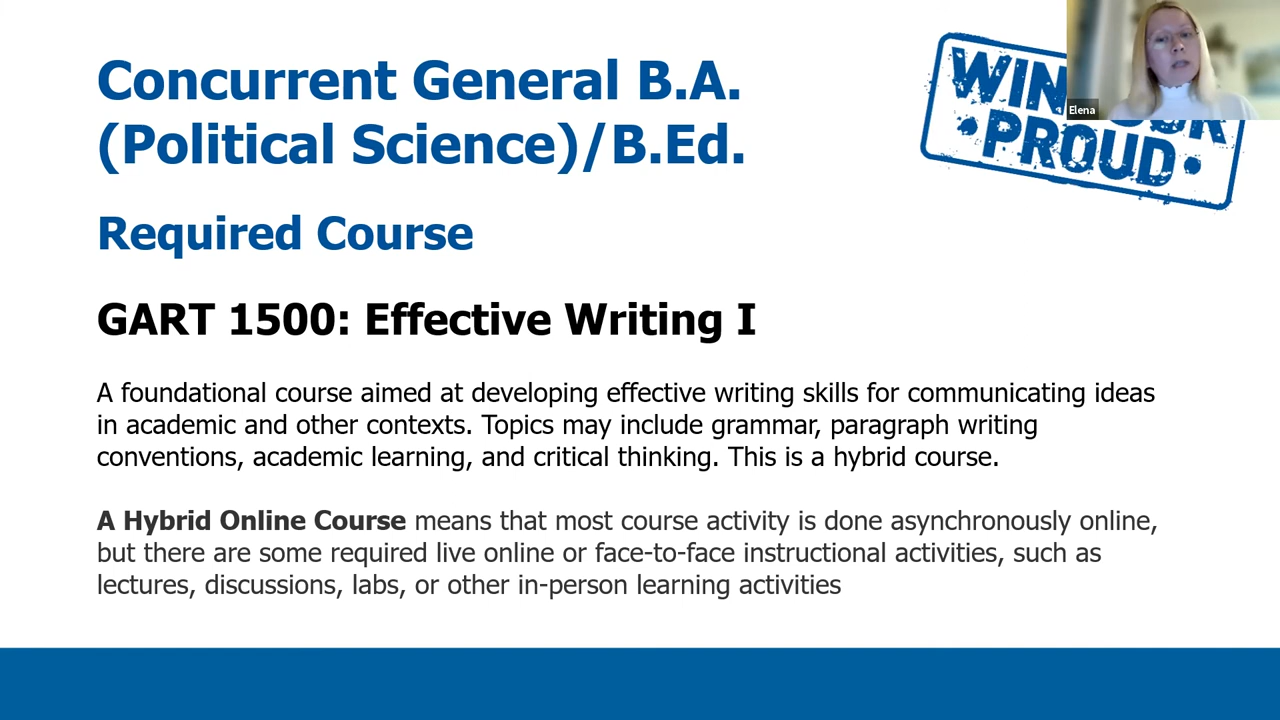 Concurrent General B.A.
(Political Science)/B.Ed.
Elena
PROUD
Required Course
GART 1500: Effective Writing I
A foundational course aimed at developing effective writing skills for communicating ideas
in academic and other contexts. Topics may include grammar, paragraph writing
conventions, academic learning, and critical thinking. This is a hybrid course.
A Hybrid Online Course means that most course activity is done asynchronously online,
but there are some required live online or face-to-face instructional activities, such as
lectures, discussions, labs, or other in-person learning activities